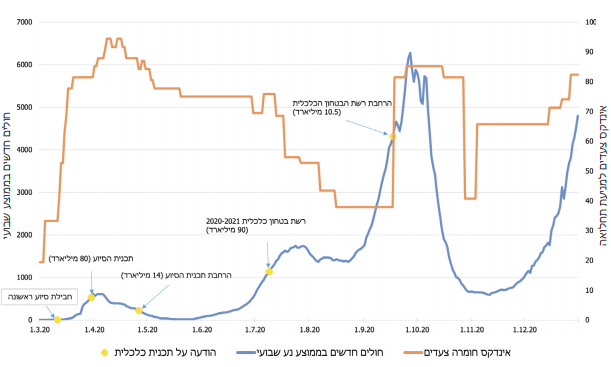 7000
6000
5000
4000
3000
2000
1000
0
100
90
80
70
60
50
40
30
20
10
0
חולים חדשים בממוצע שבועי
אינדקס צעדים למניעת תחלואה
הרחבת רשת הבטחון הכלכלית
(10.5 מיליארד)
רשת בטחון כלכלית 2020-2021
(90 מיליארד)
תכנית הסיוע (80 מיליארד)
הרחבת תכנית הסיוע (14 מיליארד)
חבילת סיוע ראשונה
1.3.20
1.4.20
1.5.20
1.6.20
1.7.20
1.8.20
1.9.20
1.10.20
1.11.20
1.12.20
אינדקס חומרה צעדים
חולים חדשים בממוצע נע שבועי
הודעה על תכנית כלכלית